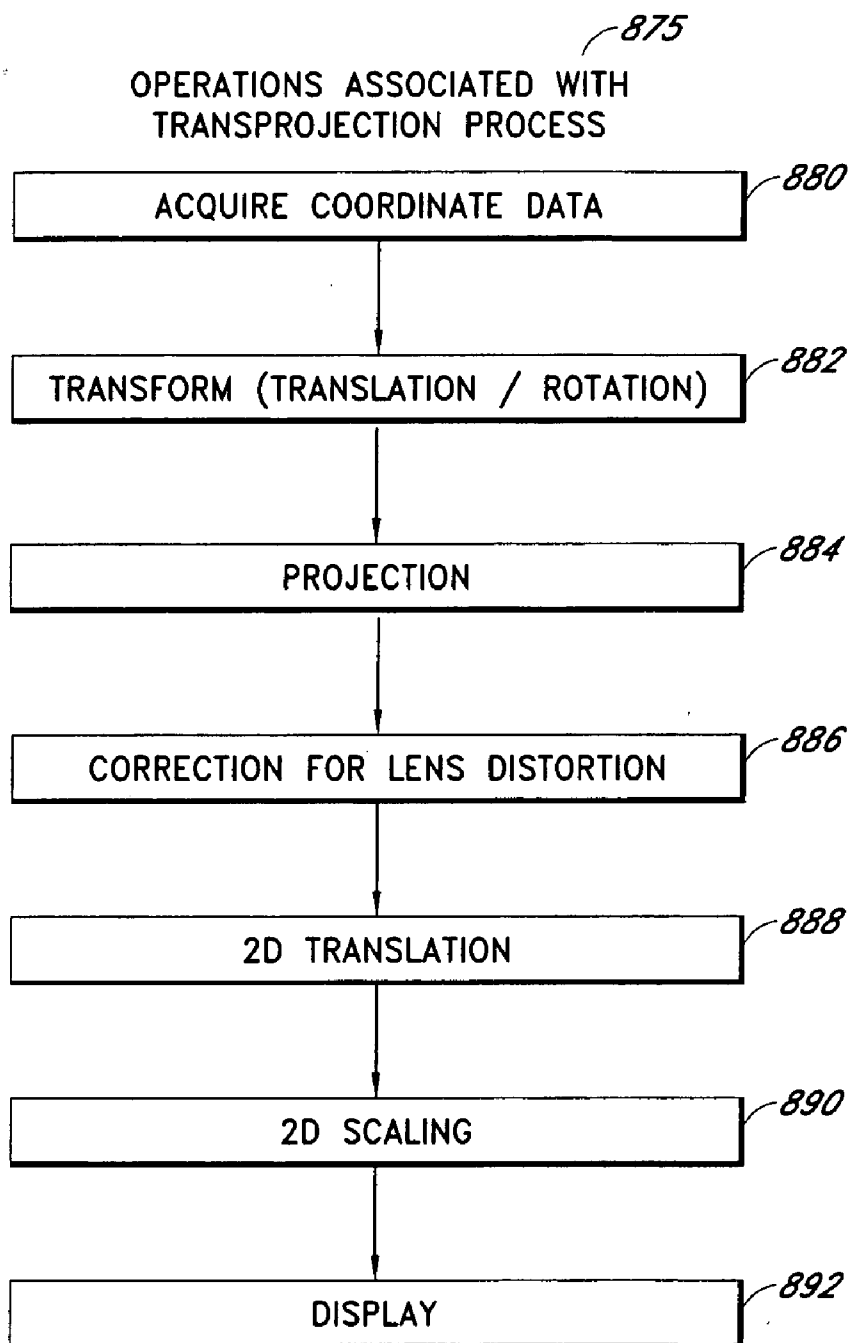 875
OPERATIONS ASSOCIATED WITH
TRANSPROJECTION PROCESS
880
ACQUIRE COORDINATE DATA
882
TRANSFORM (TRANSLATION / ROTATION)
884
PROJECTION
886
CORRECTION FOR LENS DISTORTION
888
2D TRANSLATION
890
2D SCALING
892
DISPLAY